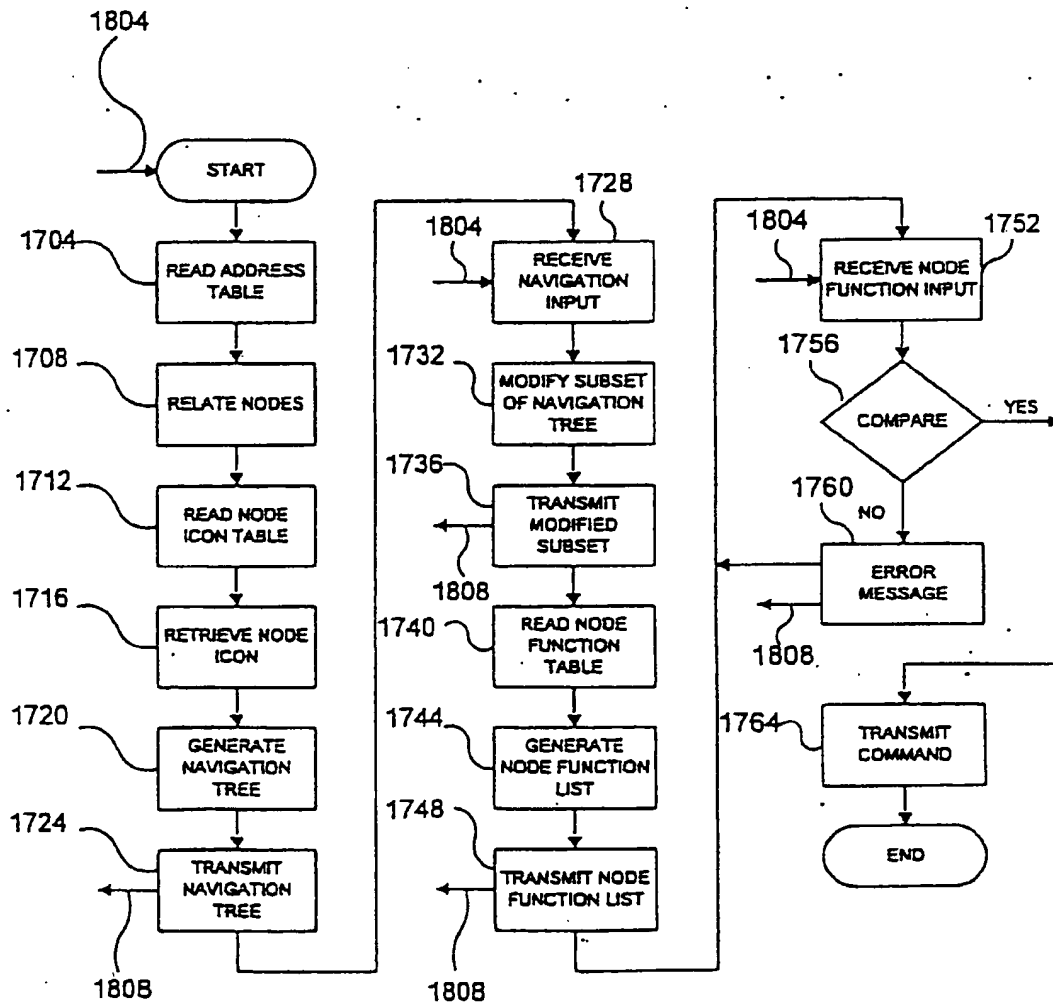 1804
START
1704
READ ADDRESS
TABLE
1708
RELATE NODES
1712
READ NODE
ICON TABLE
1716
RETRIEVE NODE
ICON
1720
GENERATE
NAVIGATION
TREE
1724
TRANSMIT
NAVIGATION
TREE
1808
1728
1804
RECEIVE
NAVIGATION
INPUT
1732
MODIFY SUBSET
OF NAVIGATION
TREE
1736
TRANSMIT
MODIFIED
SUBSET
1808
1740
READ NODE
FUNCTION
TABLE
1744
GENERATE
NODE FUNCTION
LIST
1748
TRANSMIT NODE
FUNCTION LIST
1808
1752
1804
RECEIVE NODE
FUNCTION INPUT
1756
COMPARE
YES
1760
NO
ERROR
MESSAGE
1808
1764
TRANSMIT
COMMAND
END